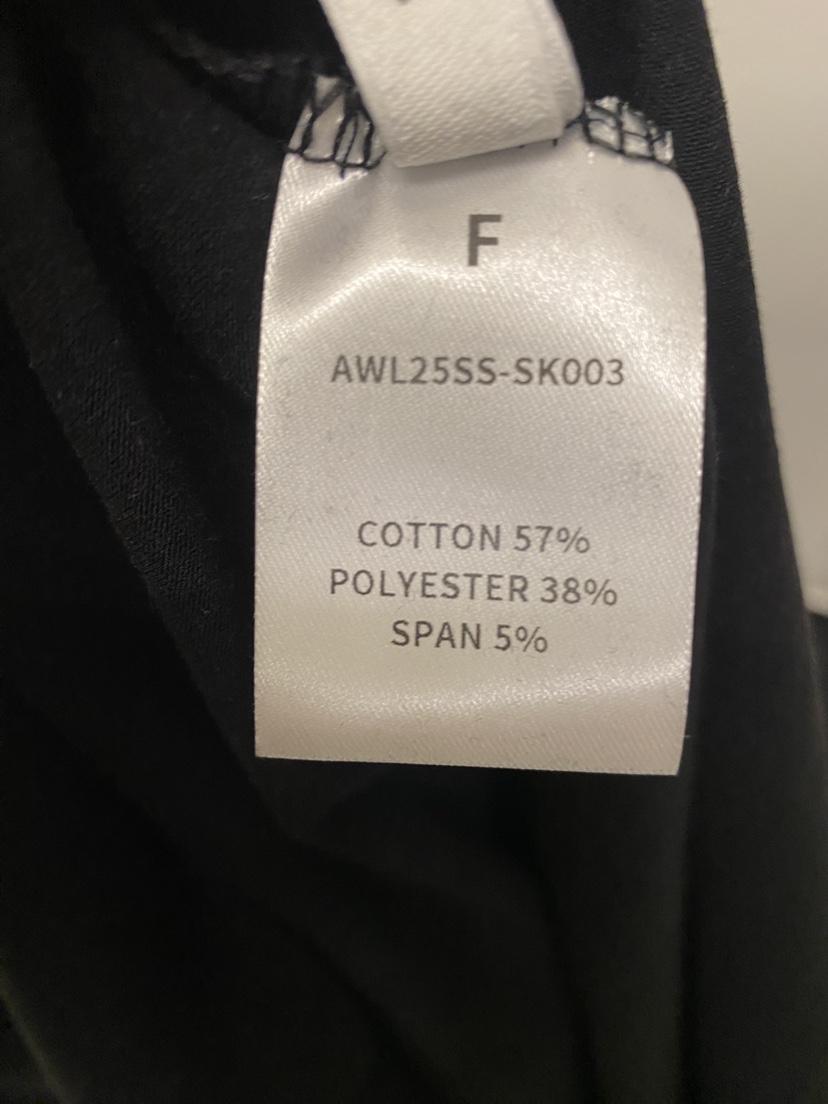 F
AWL25SS-SK003
COTTON 57%
POLYESTER 38%
SPAN 5%